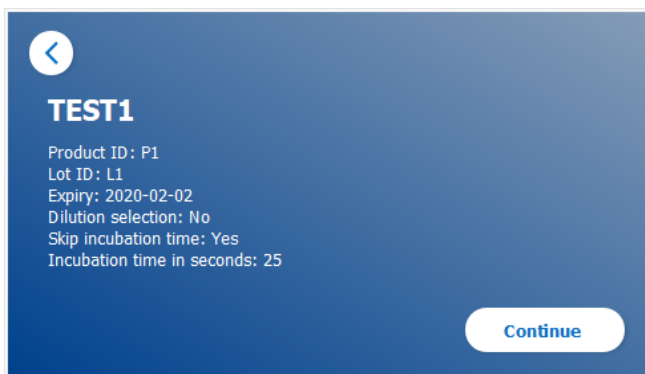 TEST1
Product ID: P1
Lot ID: L1
Expiry: 2020-02-02
Dilution selection: No
Skip incubation time: Yes
Incubation time in seconds: 25
Continue